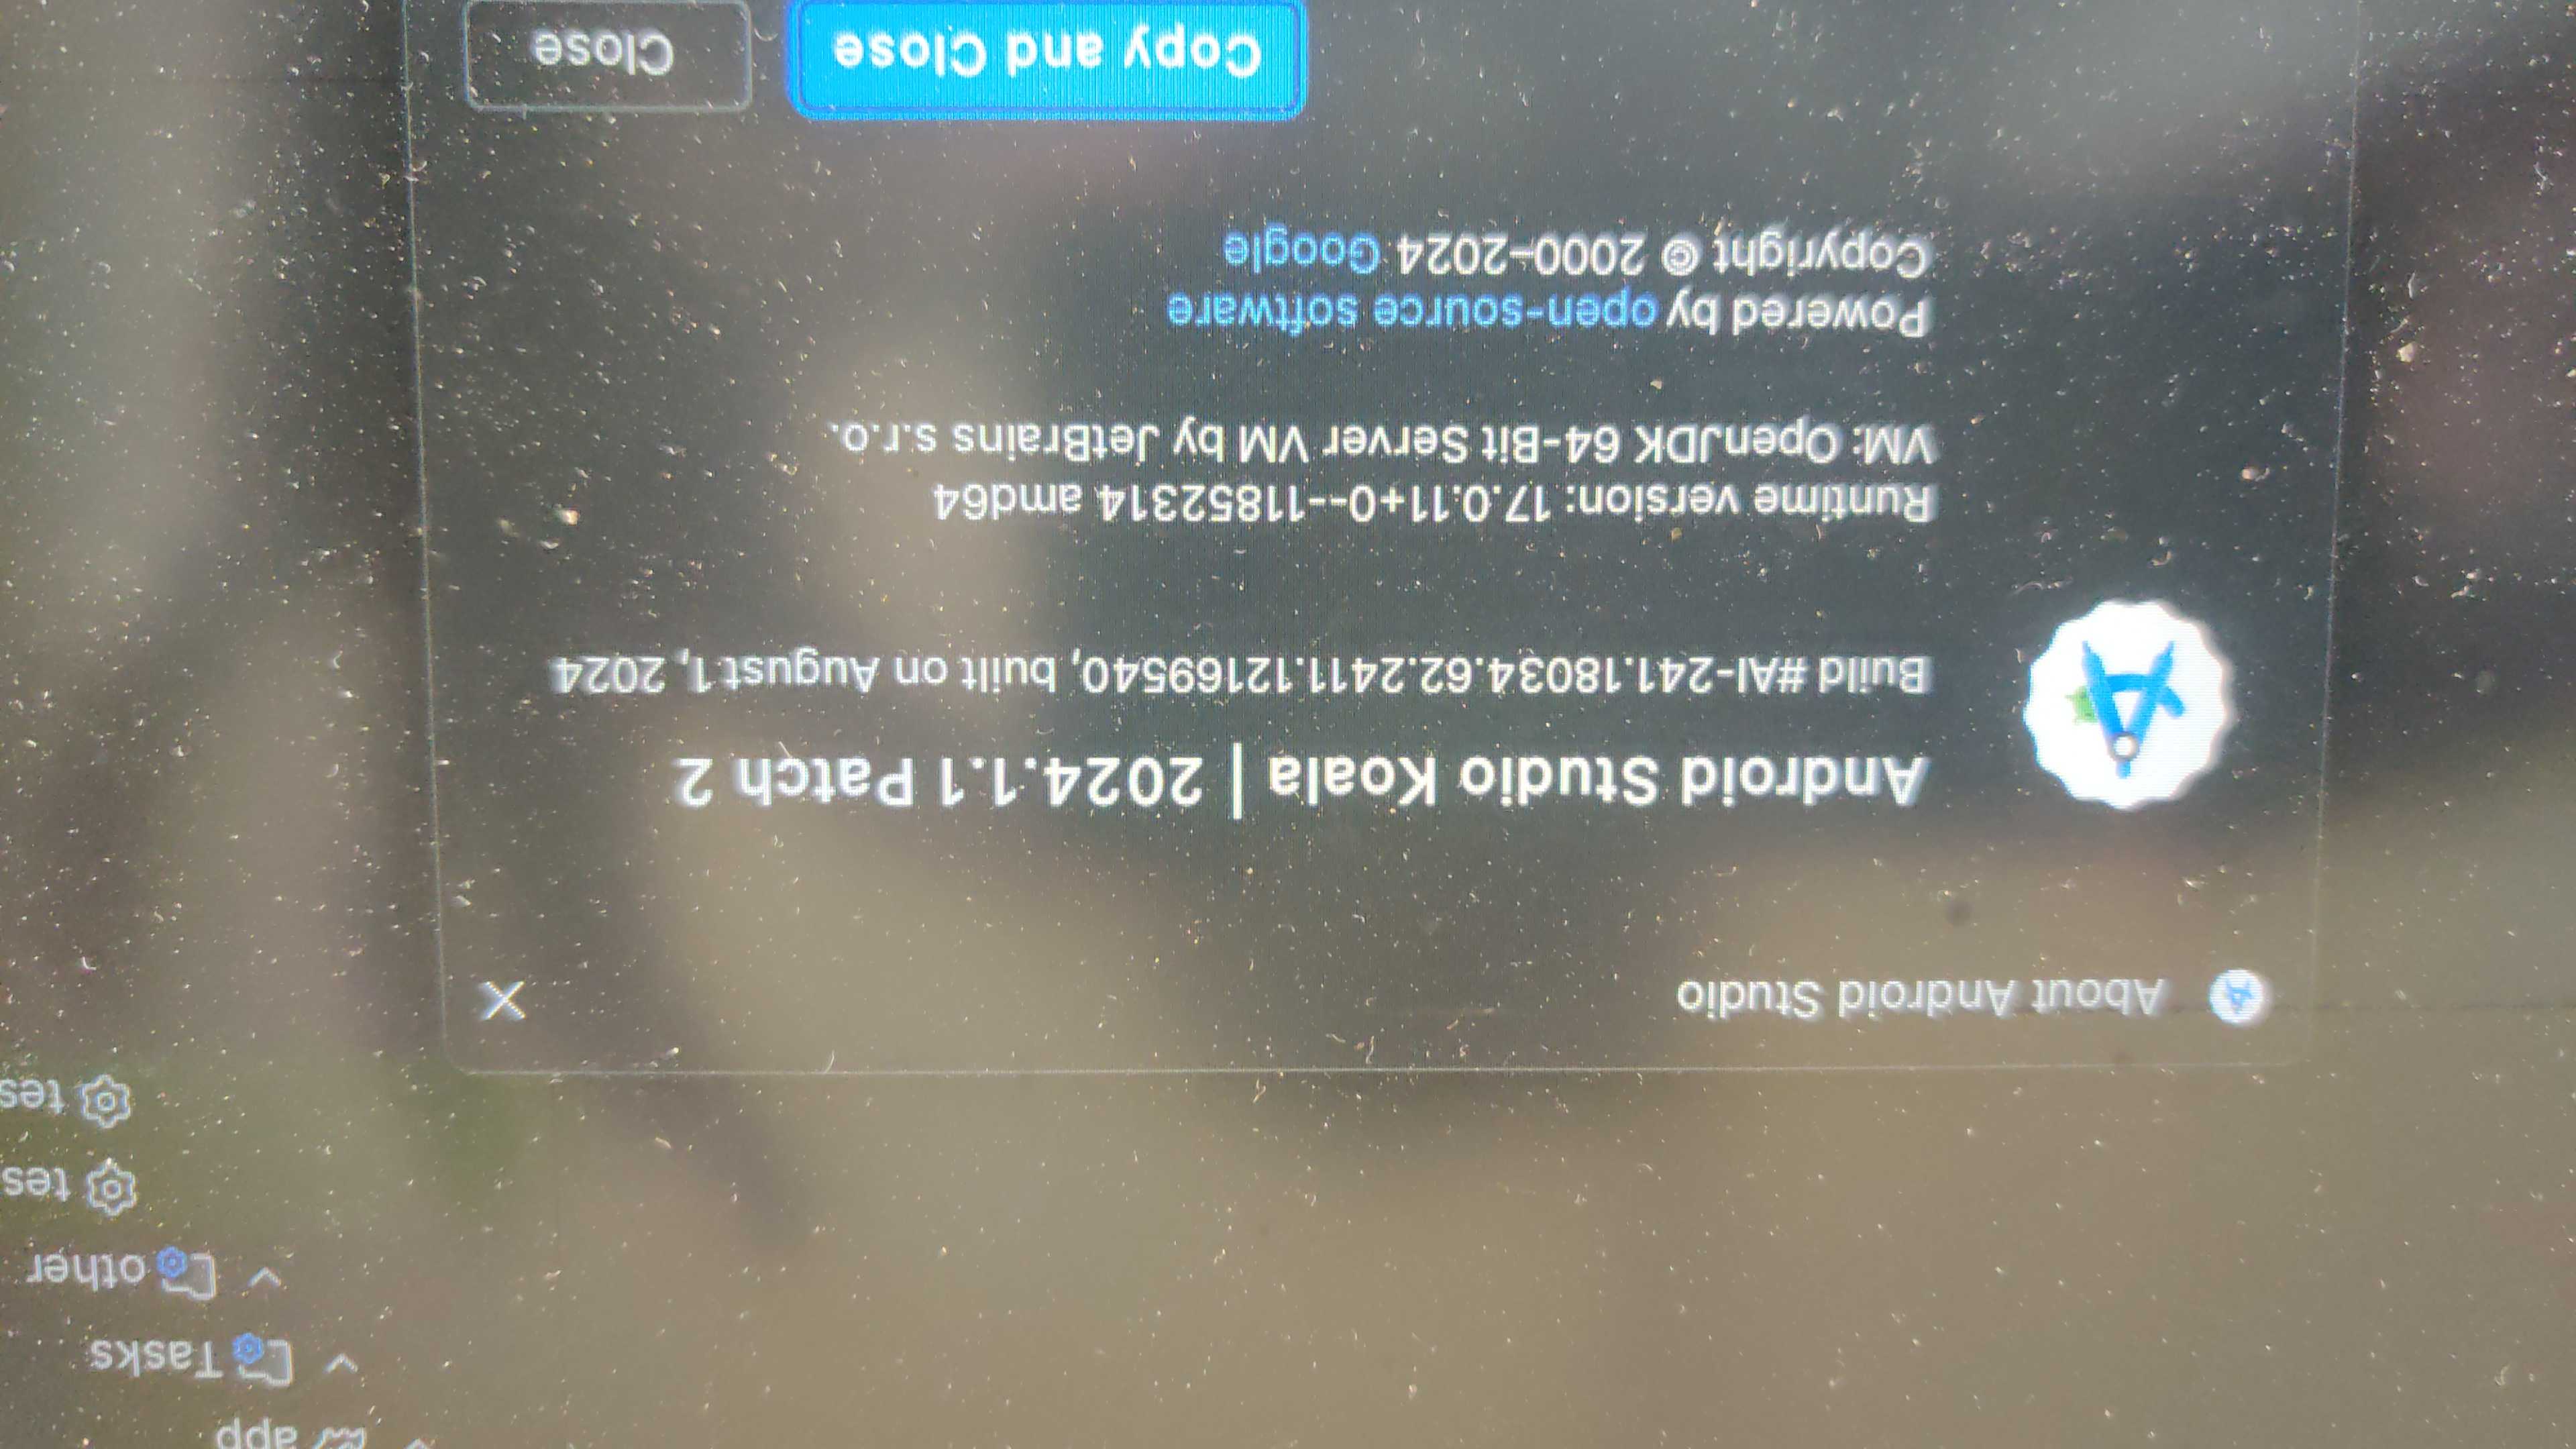 app
Tasks
other
tes
tes
About Android Studio
Android Studio Koala | 2024.1.1 Patch 2
Build #AI-241.18034.62.2411.12169540, built on August 1, 2024
Runtime version: 17.0.11+0--11852314 amd64
VM: OpenJDK 64-Bit Server VM by JetBrains s.r.o.
Powered by open-source software
Copyright © 2000–2024 Google
Copy and Close
Close